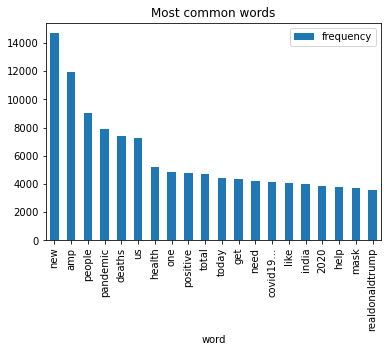 Most common words
frequency
14000
12000
10000
8000
6000
4000
2000
0
new
amp
people
pandemic
deaths
us
health
one
positive
total
today
get
need
covid19...
like
india
2020
help
mask
realdonaldtrump
word